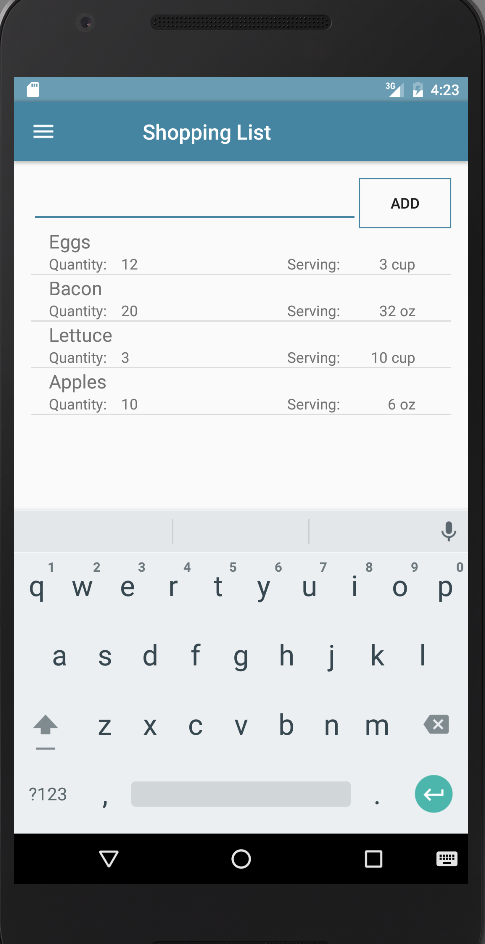 3G 4:23
Shopping List
ADD
Eggs
Quantity: 12 Serving: 3 cup
Bacon
Quantity: 20 Serving: 32 oz
Lettuce
Quantity: 3 Serving: 10 cup
Apples
Quantity: 10 Serving: 6 oz
1 2 3 4 5 6 7 8 9 0
q w e r t y u i o p
a s d f g h j k l
z x c v b n m
?123 , .